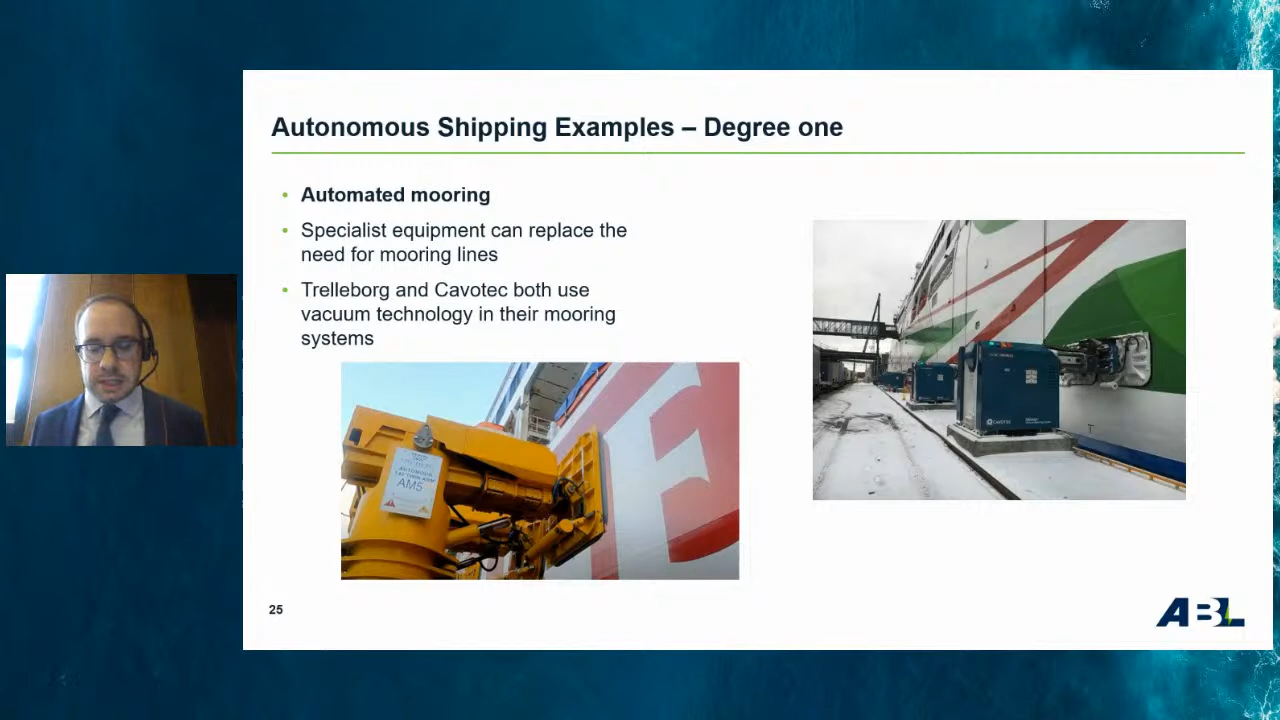 Autonomous Shipping Examples – Degree one
• Automated mooring
• Specialist equipment can replace the
need for mooring lines
• Trelleborg and Cavotec both use
vacuum technology in their mooring
systems
AM5
CAVOTEC
25
ABL